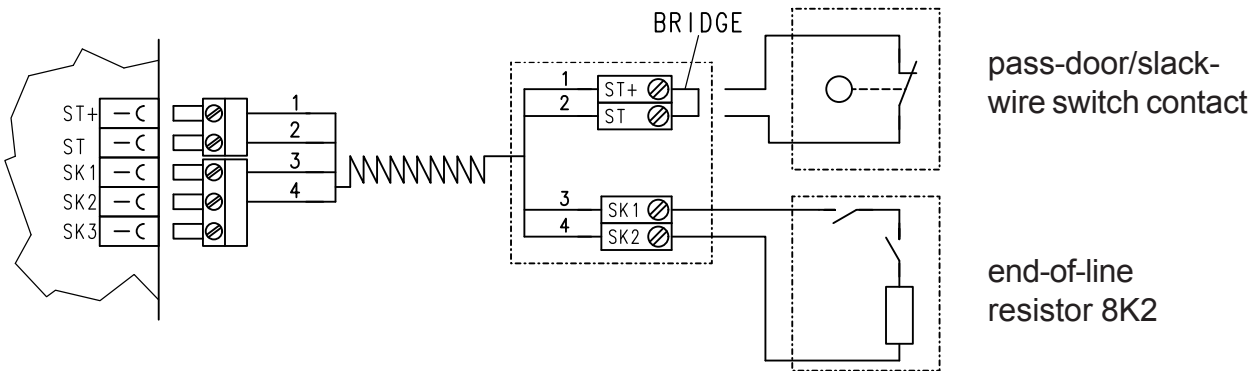 BRIDGE
pass-door/slack-
wire switch contact
ST+
ST
SK1
SK2
SK3
1
2
3
4
1
2
ST+
ST
3
4
SK1
SK2
end-of-line
resistor 8K2